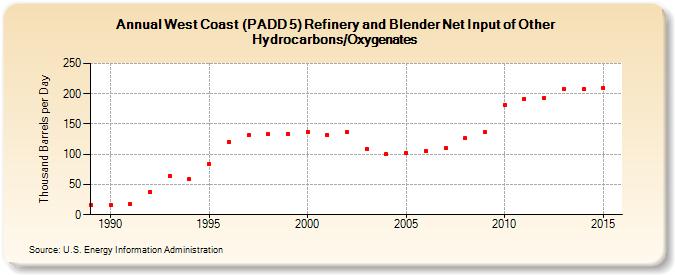 Annual West Coast (PADD 5) Refinery and Blender Net Input of Other
Hydrocarbons/Oxygenates
Thousand Barrels per Day
250
200
150
100
50
0
1990 1995 2000 2005 2010 2015
Source: U.S. Energy Information Administration